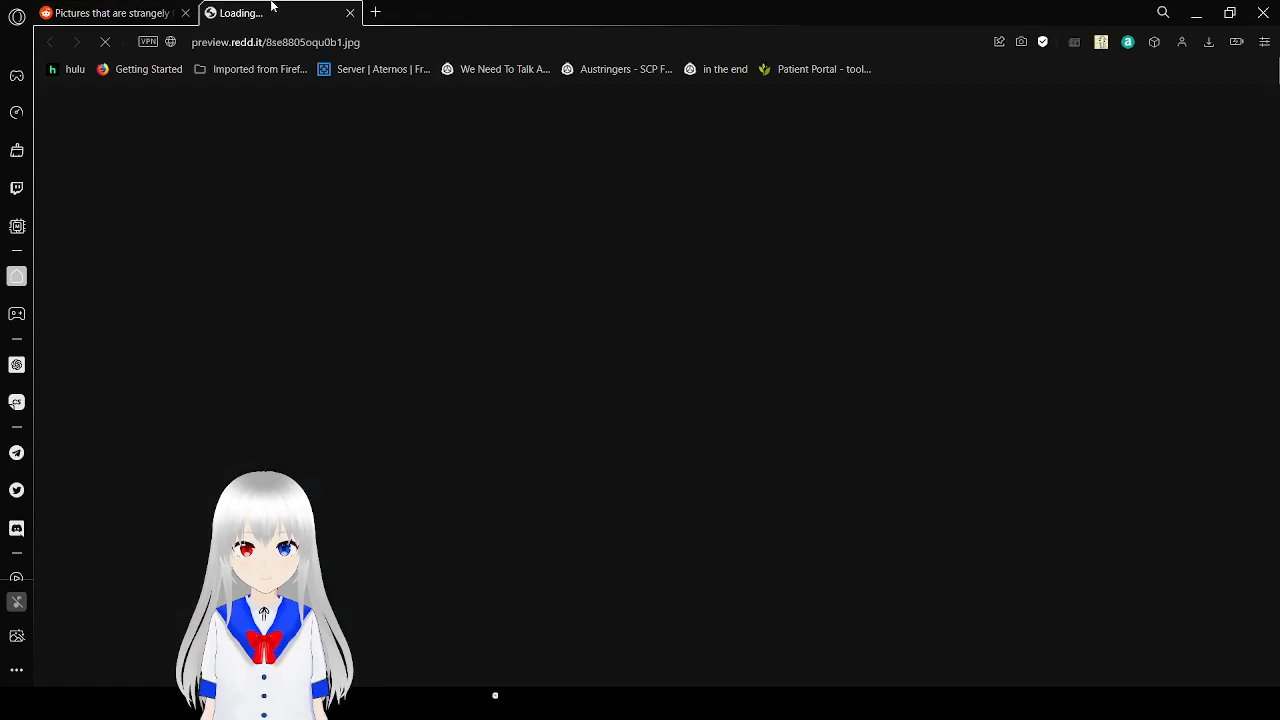 Pictures that are strangely
Loading...
VPN
preview.redd.it/8se8805oqu0b1.jpg
hulu
Getting Started
Imported from Firef...
Server | Aternos | Fr...
We Need To Talk A...
Austringers - SCP F...
in the end
Patient Portal - tool...